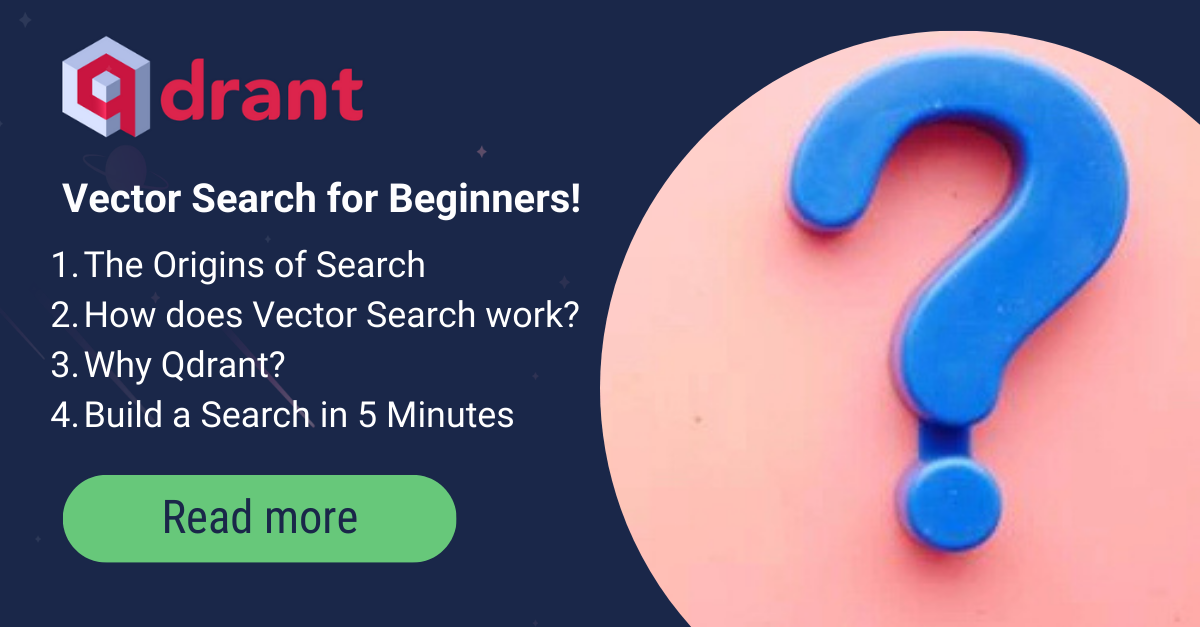 qdrant
Vector Search for Beginners!
1. The Origins of Search
2. How does Vector Search work?
3. Why Qdrant?
4. Build a Search in 5 Minutes
Read more
?